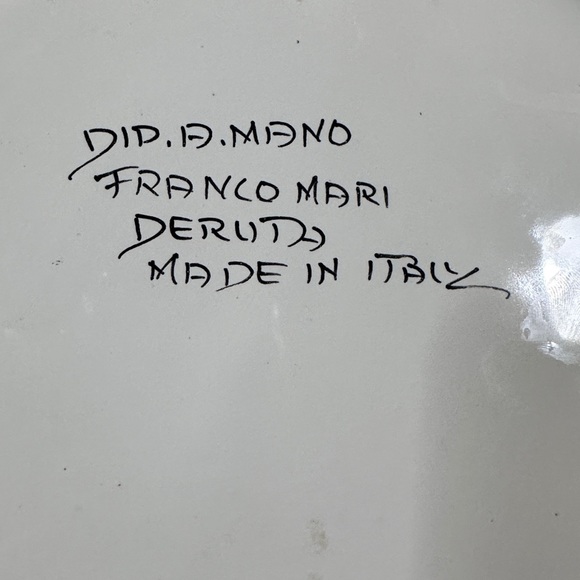 DIP.A.MANO
FRANCO MARI
DERUTA
MADE IN ITALY